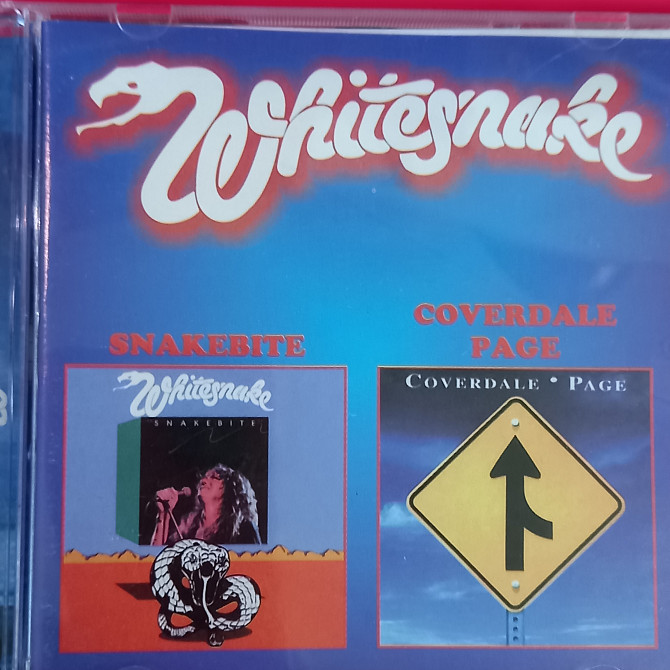 Whitesnake
SNAKEBITE
COVERDALE
PAGE
Whitesnake
SNAKEBITE
COVERDALE • PAGE